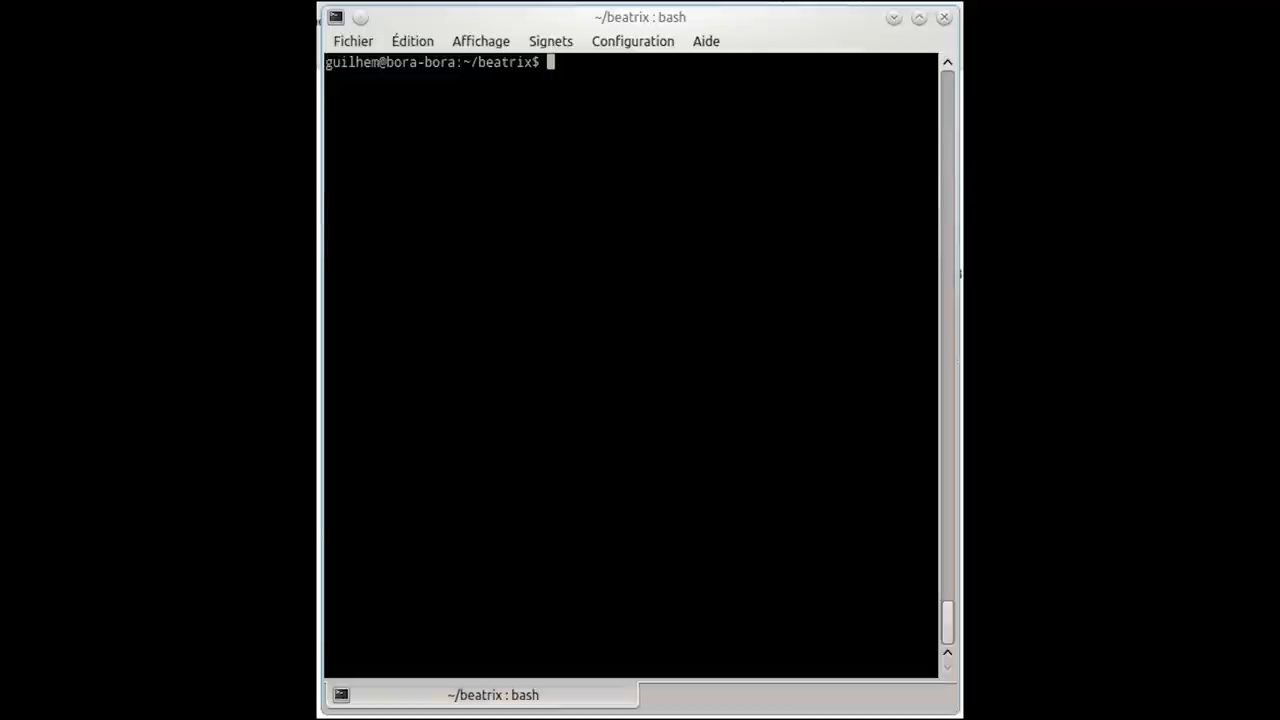 ~/beatrix : bash
Fichier Édition Affichage Signets Configuration Aide
guilhem@bora-bora:~/beatrix$
~/beatrix : bash